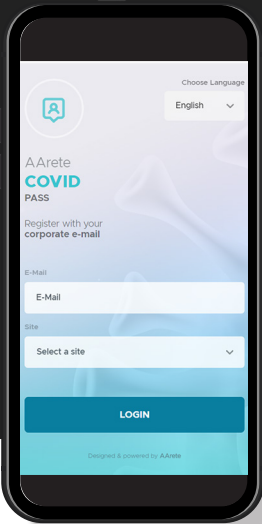 Choose Language
English
AArete
COVID
PASS
Register with your
corporate e-mail
E-Mail
E-Mail
Site
Select a site
LOGIN
Designed & powered by AArete